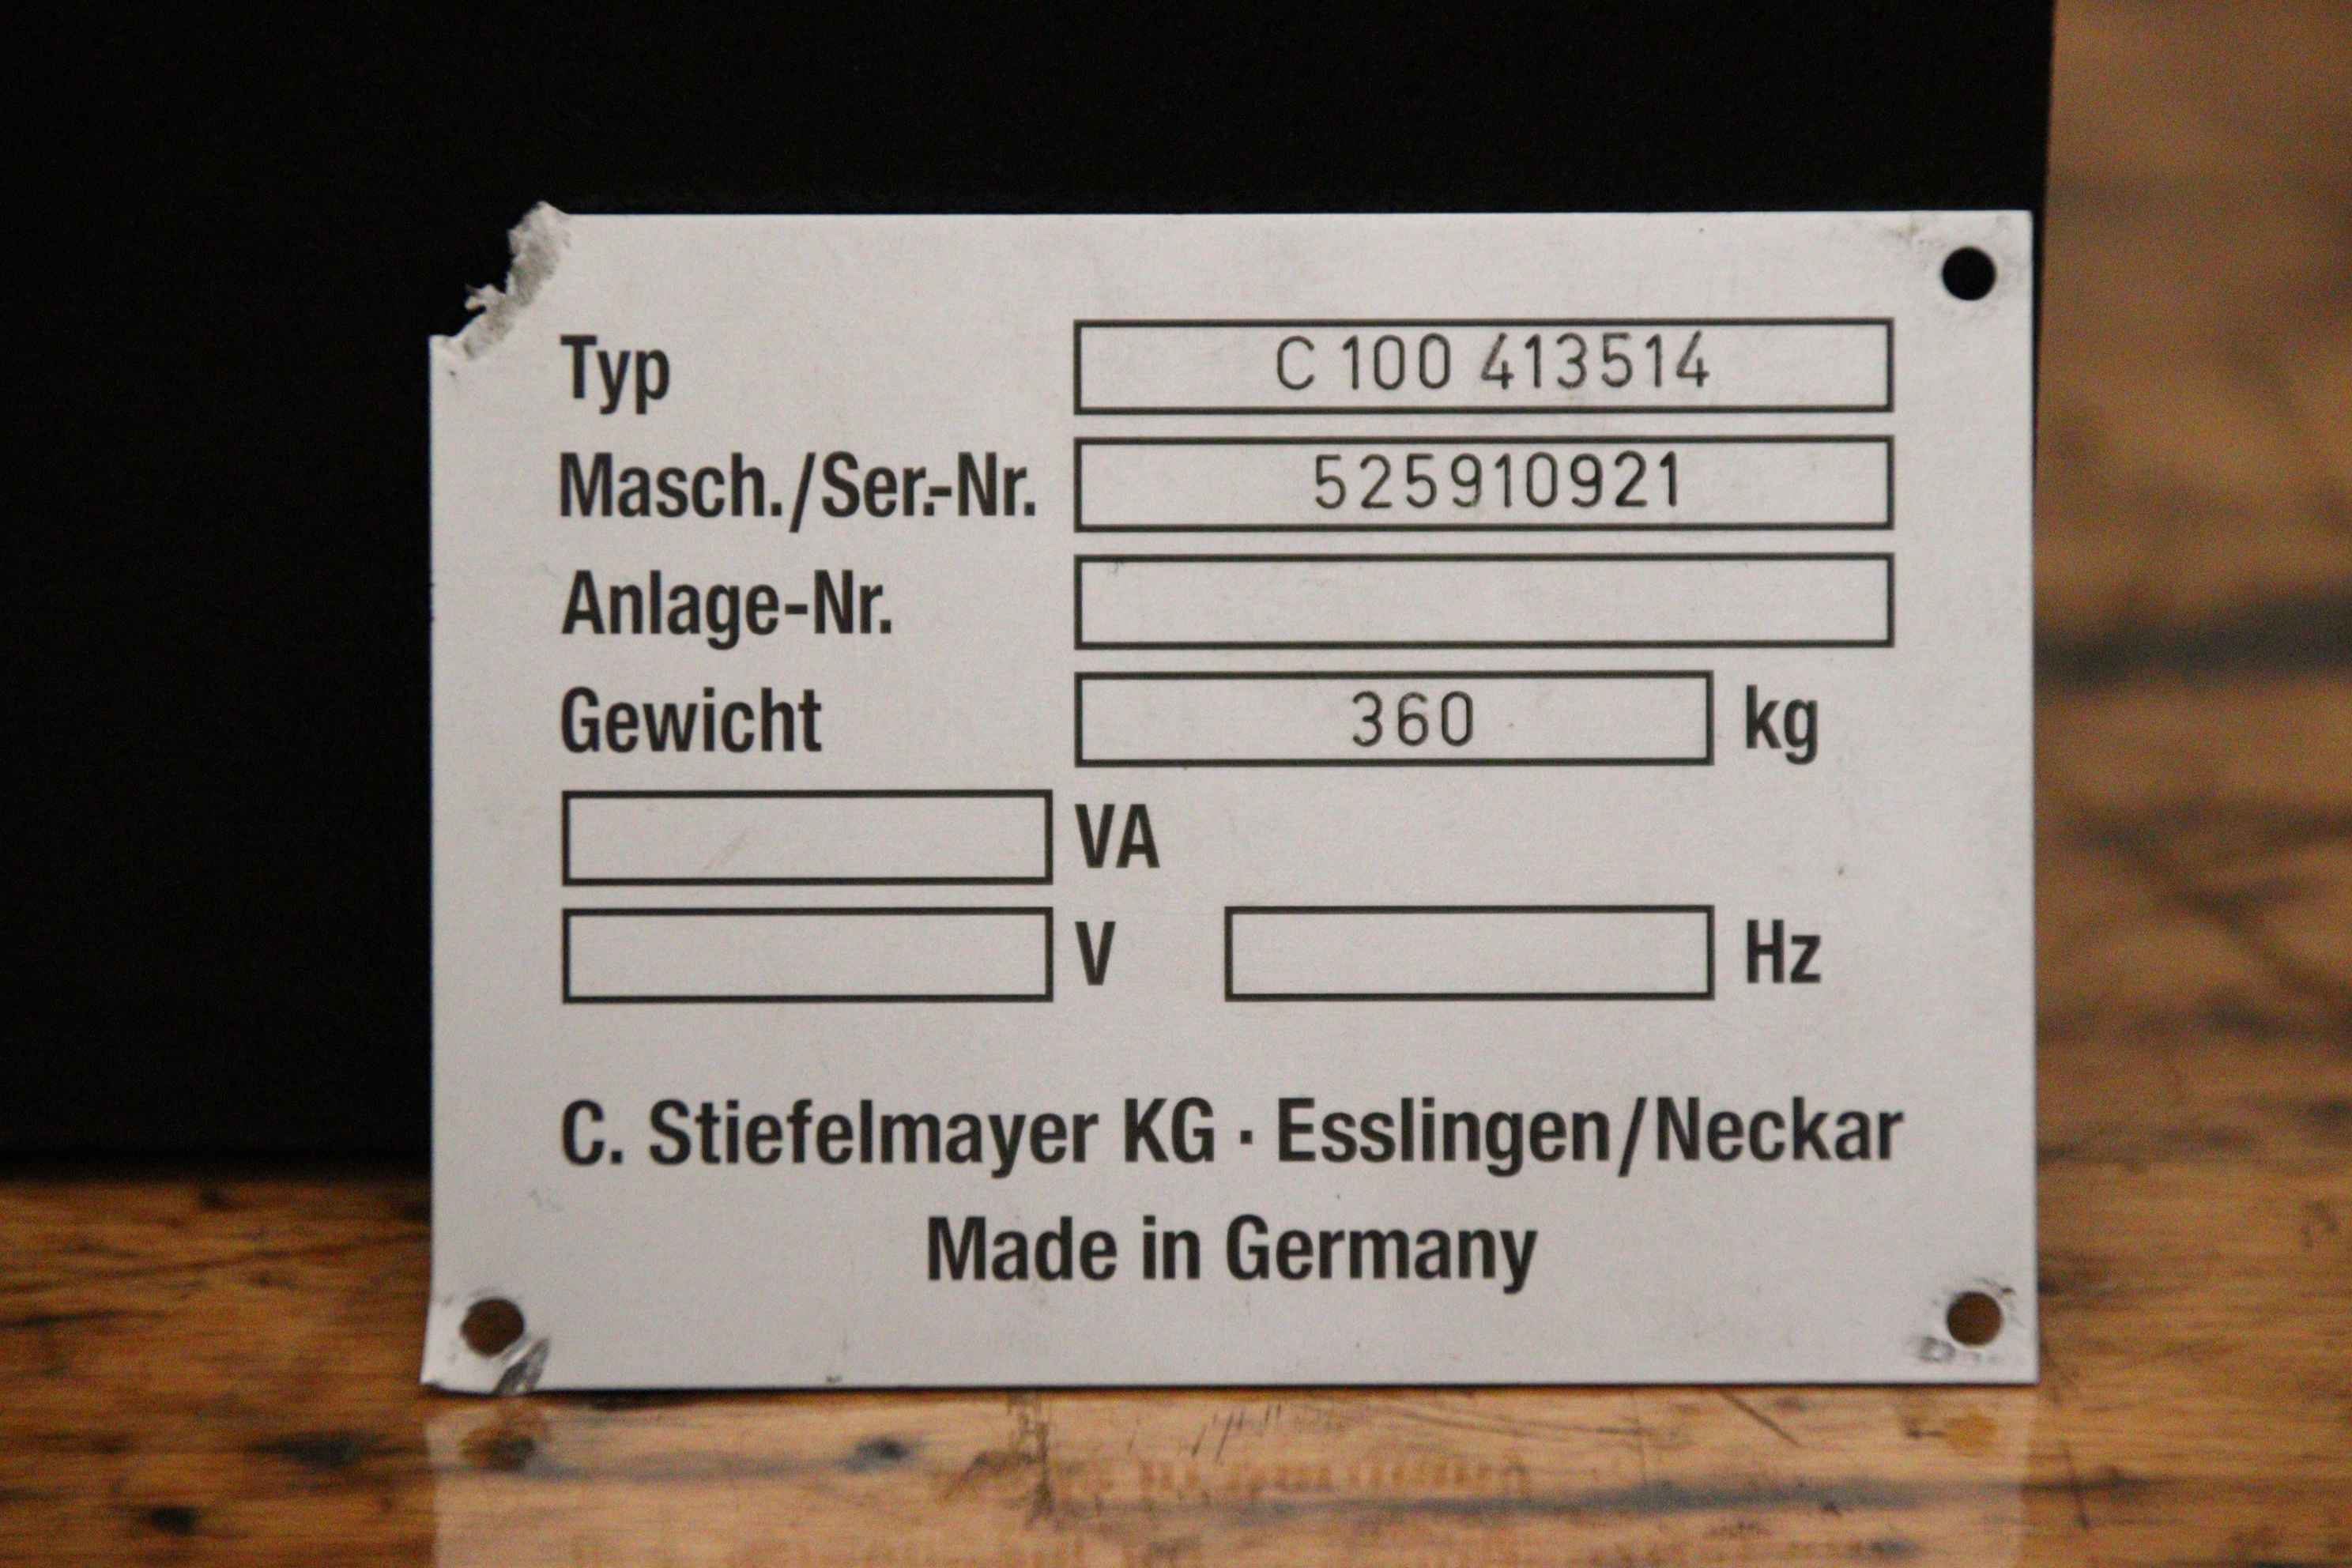 Typ C 100 413514
Masch./Ser.-Nr. 525910921
Anlage-Nr.
Gewicht 360 kg
VA
V Hz
C. Stiefelmayer KG · Esslingen/Neckar
Made in Germany